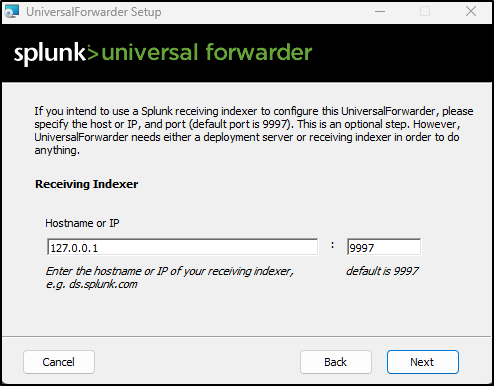 UniversalForwarder Setup
splunk> universal forwarder
If you intend to use a Splunk receiving indexer to configure this UniversalForwarder, please
specify the host or IP, and port (default port is 9997). This is an optional step. However,
UniversalForwarder needs either a deployment server or receiving indexer in order to do
anything.
Receiving Indexer
Hostname or IP
127.0.0.1 : 9997
Enter the hostname or IP of your receiving indexer, default is 9997
e.g. ds.splunk.com
Cancel Back Next